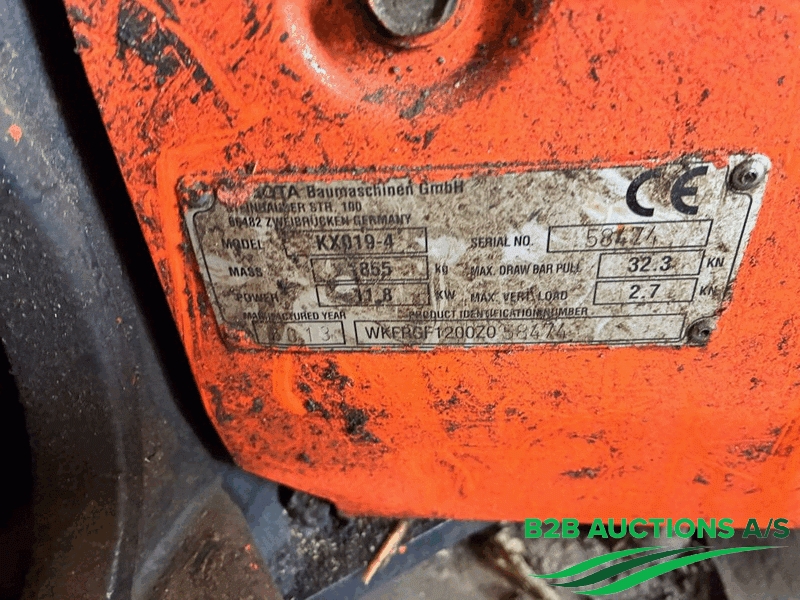 Baumaschinen GmbH CE
STR. 100
66482 ZWEIBRÜCKEN GERMANY
MODEL KX019-4 SERIAL NO. 58474
MASS 855 KG MAX. DRAW BAR PULL 32.3 KN
POWER 11.8 KW MAX. VERT. LOAD 2.7 KN
MANUFACTURED YEAR PRODUCT IDENTIFICATION NUMBER
58474
B2B AUCTIONS A/S